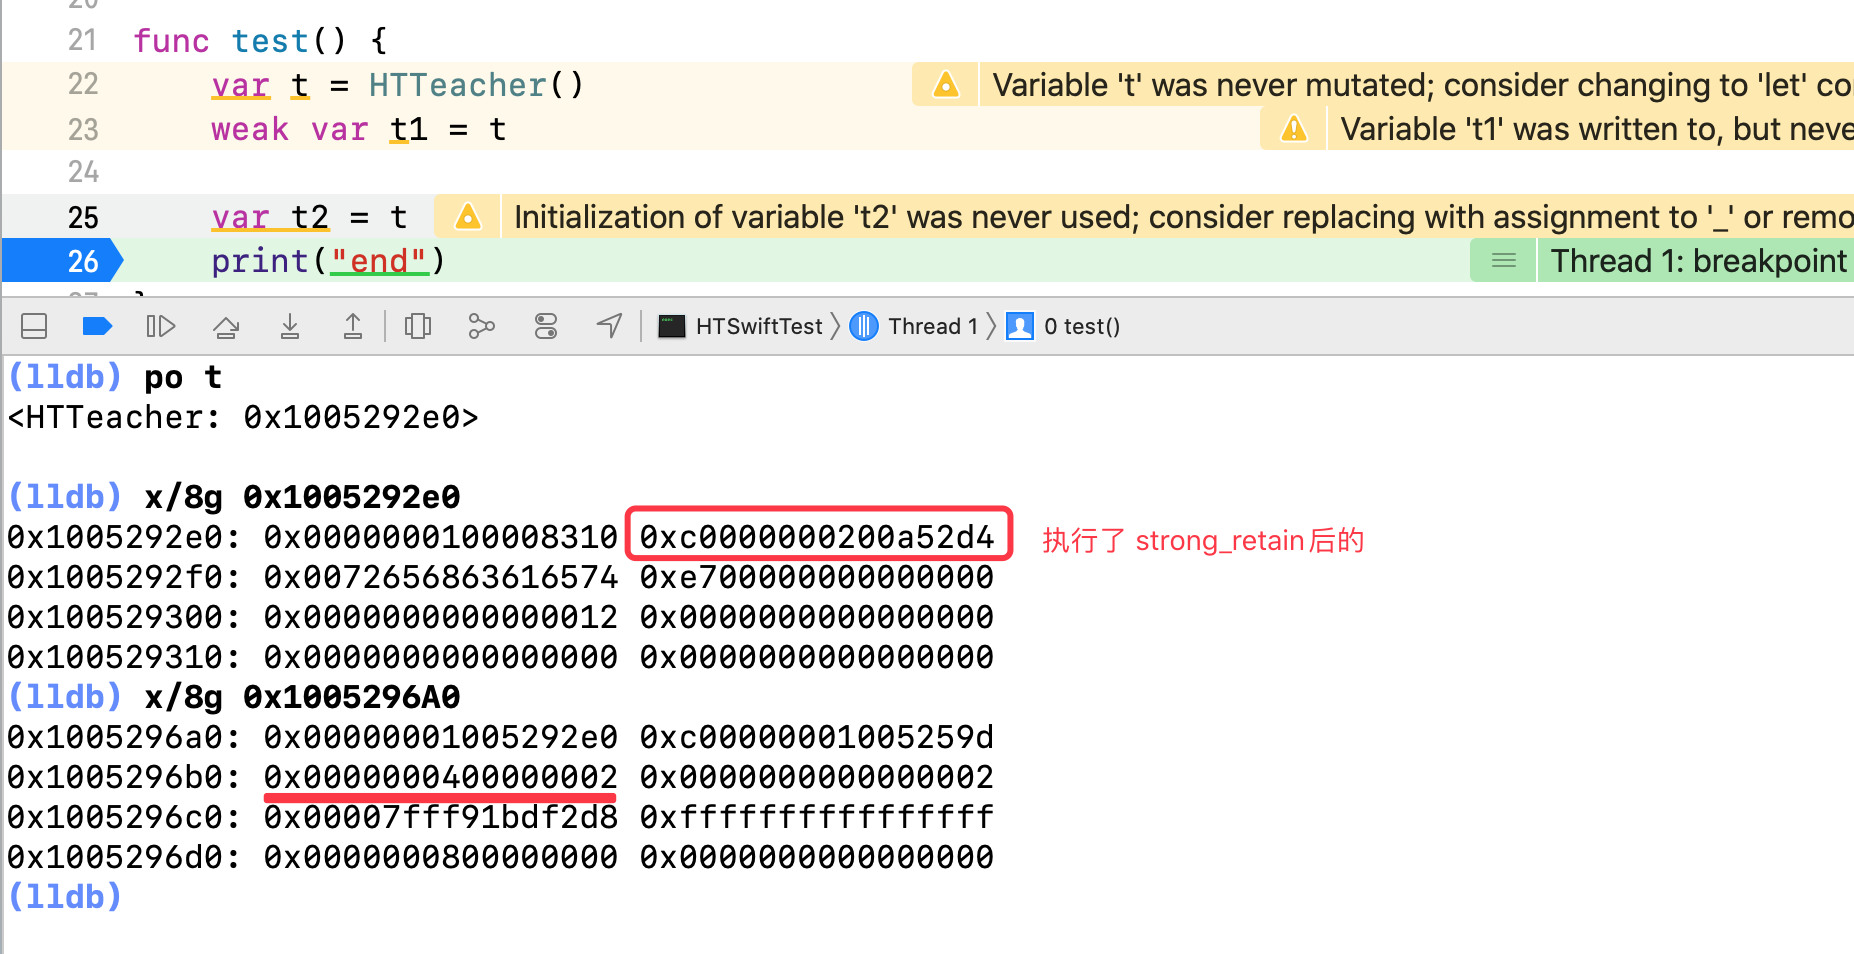 21 func test() {
22 var t = HTTeacher() Variable 't' was never mutated; consider changing to 'let' co
23 weak var t1 = t Variable 't1' was written to, but neve
24
25 var t2 = t Initialization of variable 't2' was never used; consider replacing with assignment to '_' or remo
26 print("end") Thread 1: breakpoint
HTSwiftTest Thread 1 0 test()
(lldb) po t
<HTTeacher: 0x1005292e0>
(lldb) x/8g 0x1005292e0
0x1005292e0: 0x0000000100008310 0xc0000000200a52d4 执行了 strong_retain后的
0x1005292f0: 0x0072656863616574 0xe700000000000000
0x100529300: 0x0000000000000012 0x0000000000000000
0x100529310: 0x0000000000000000 0x0000000000000000
(lldb) x/8g 0x1005296A0
0x1005296a0: 0x00000001005292e0 0xc00000001005259d
0x1005296b0: 0x0000000400000002 0x0000000000000002
0x1005296c0: 0x00007fff91bdf2d8 0xffffffffffffffff
0x1005296d0: 0x0000000800000000 0x0000000000000000
(lldb)